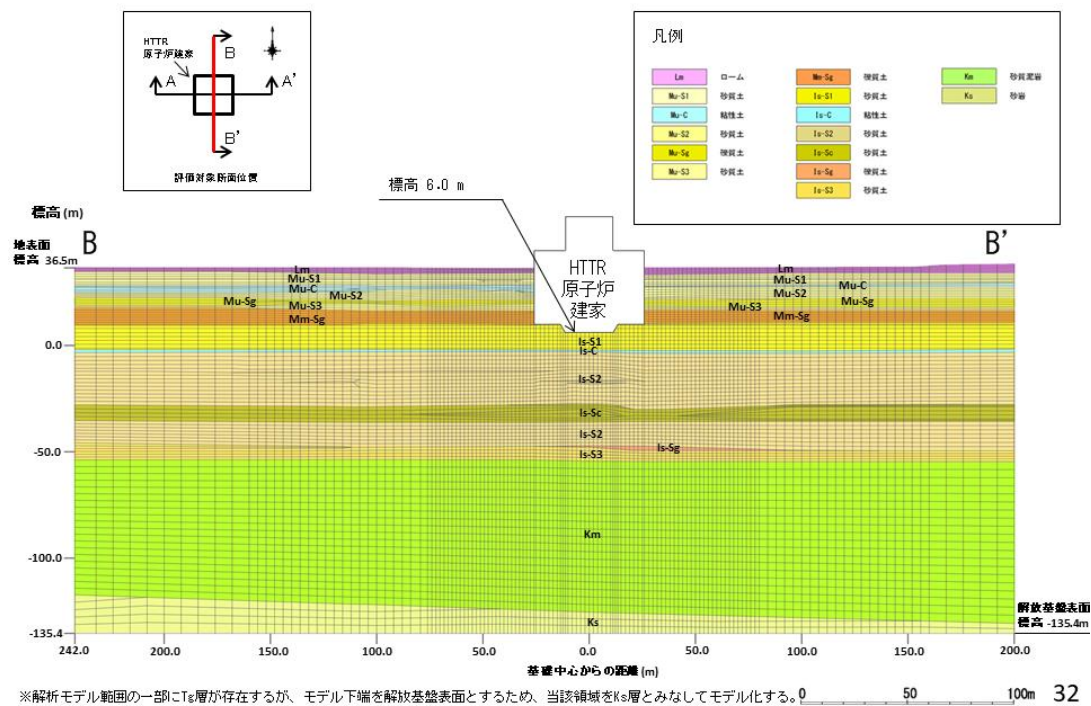 HTTR
原子炉建家
B
A
A'
B'
評価対象断面位置
凡例
Lm ローム
Mu-S1 砂質土
Mu-C 粘性土
Mu-S2 砂質土
Mu-Sg 礫質土
Mu-S3 砂質土
Mm-Sg 礫質土
Is-S1 砂質土
Is-C 粘性土
Is-S2 砂質土
Is-Sc 砂質土
Is-Sg 礫質土
Is-S3 砂質土
Km 砂質泥岩
Ks 砂岩
標高 6.0 m
標高(m)
地表面
標高 36.5m
B
B'
HTTR
原子炉
建家
Lm
Mu-S1
Mu-C
Mu-S2
Mu-Sg
Mu-S3
Mm-Sg
Lm
Mu-S1
Mu-C
Mu-S2
Mu-Sg
Mu-S3
Mm-Sg
0.0
Is-S1
Is-C
Is-S2
Is-Sc
Is-S2
Is-Sg
-50.0
Is-S3
Km
-100.0
Ks
解放基盤表面
標高 -135.4m
-135.4
242.0 200.0 150.0 100.0 50.0 0.0 50.0 100.0 150.0 200.0
基礎中心からの距離(m)
※解析モデル範囲の一部にTg層が存在するが、モデル下端を解放基盤表面とするため、当該領域をKs層とみなしてモデル化する。
0 50 100m
32